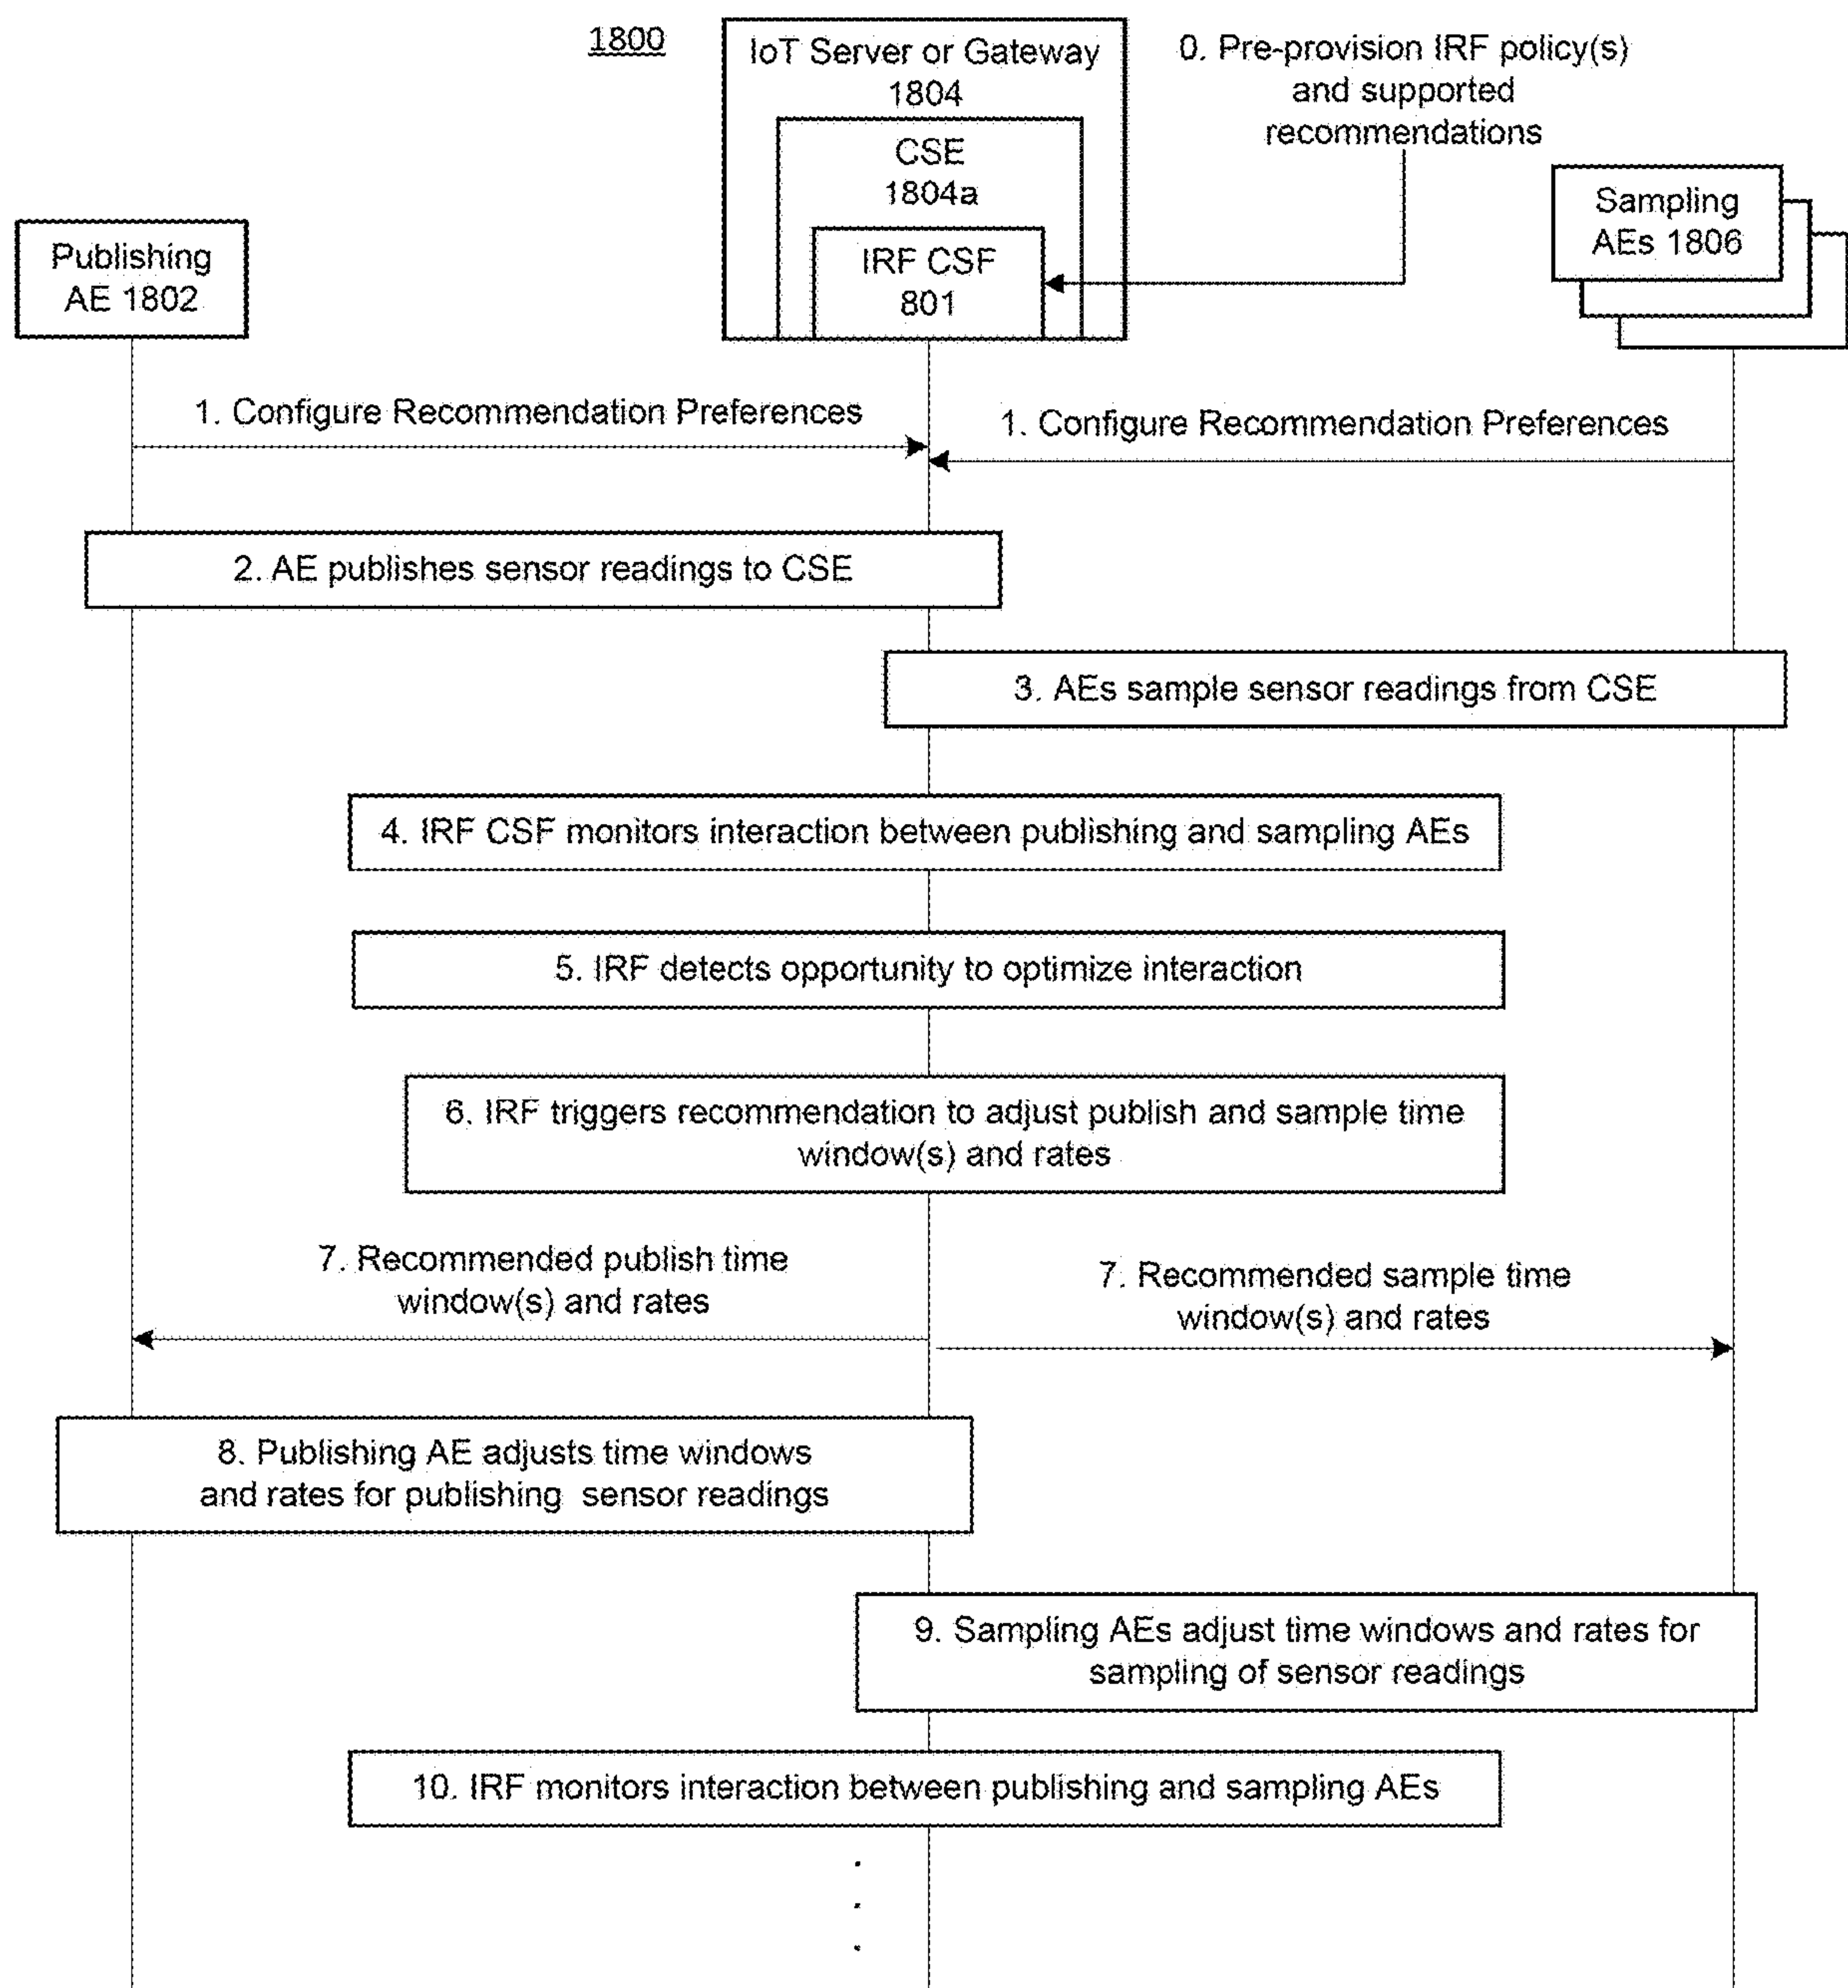 1800
IoT Server or Gateway
1804
CSE
1804a
IRF CSF
801
0. Pre-provision IRF policy(s)
and supported
recommendations
Publishing
AE 1802
Sampling
AEs 1806
1. Configure Recommendation Preferences
1. Configure Recommendation Preferences
2. AE publishes sensor readings to CSE
3. AEs sample sensor readings from CSE
4. IRF CSF monitors interaction between publishing and sampling AEs
5. IRF detects opportunity to optimize interaction
6. IRF triggers recommendation to adjust publish and sample time
window(s) and rates
7. Recommended publish time
window(s) and rates
7. Recommended sample time
window(s) and rates
8. Publishing AE adjusts time windows
and rates for publishing sensor readings
9. Sampling AEs adjust time windows and rates for
sampling of sensor readings
10. IRF monitors interaction between publishing and sampling AEs